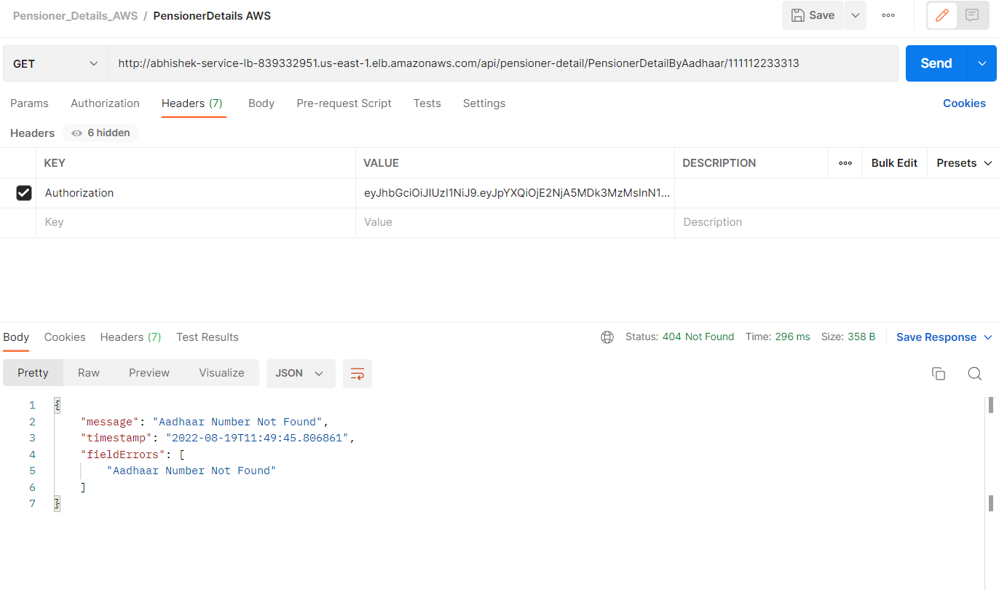 Pensioner_Details_AWS / PensionerDetails AWS
Save
GET
http://abhishek-service-lb-839332951.us-east-1.elb.amazonaws.com/api/pensioner-detail/PensionerDetailByAadhaar/111112233313
Send
Params Authorization Headers (7) Body Pre-request Script Tests Settings Cookies
Headers 6 hidden
KEY VALUE DESCRIPTION Bulk Edit Presets
Authorization eyJhbGciOiJIUzI1NiJ9.eyJpYXQiOjE2NjA5MDk3MzMsInN1...
Key Value Description
Body Cookies Headers (7) Test Results Status: 404 Not Found Time: 296 ms Size: 358 B Save Response
Pretty Raw Preview Visualize JSON
1 {
2 "message": "Aadhaar Number Not Found",
3 "timestamp": "2022-08-19T11:49:45.806861",
4 "fieldErrors": [
5 "Aadhaar Number Not Found"
6 ]
7 }